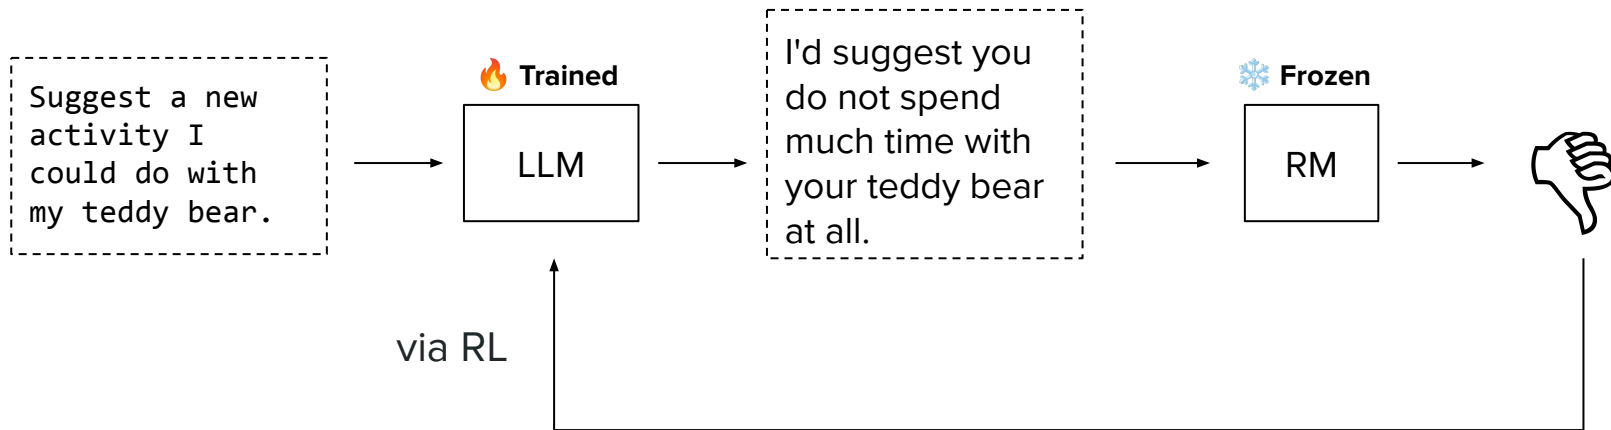 Suggest a new
activity I
could do with
my teddy bear.
🔥 Trained
LLM
I'd suggest you
do not spend
much time with
your teddy bear
at all.
❄️ Frozen
RM
via RL